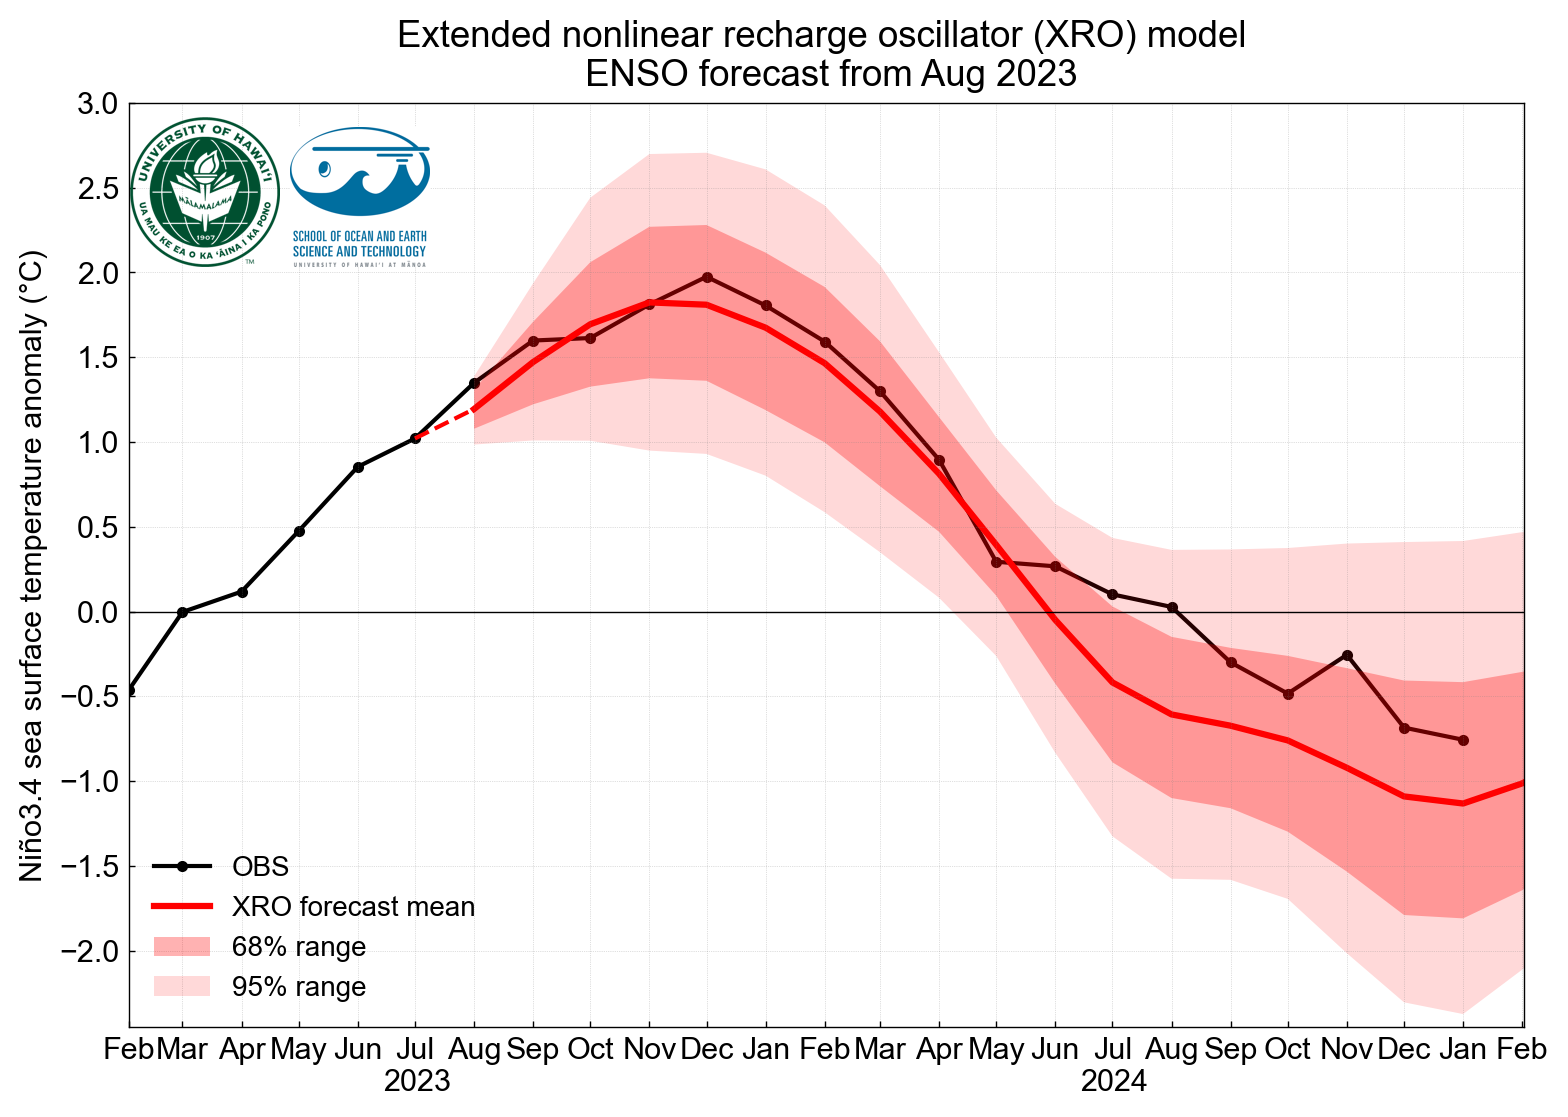 Extended nonlinear recharge oscillator (XRO) model
ENSO forecast from Aug 2023
UNIVERSITY OF HAWAIʻI
MĀLAMALAMA
1907
UA MAU KE EA O KA ʻĀINA I KA PONO
TM
SCHOOL OF OCEAN AND EARTH
SCIENCE AND TECHNOLOGY
UNIVERSITY OF HAWAIʻI AT MĀNOA
Niño3.4 sea surface temperature anomaly (°C)
3.0
2.5
2.0
1.5
1.0
0.5
0.0
−0.5
−1.0
−1.5
−2.0
OBS
XRO forecast mean
68% range
95% range
Feb Mar Apr May Jun Jul Aug Sep Oct Nov Dec Jan Feb Mar Apr May Jun Jul Aug Sep Oct Nov Dec Jan Feb
2023 2024